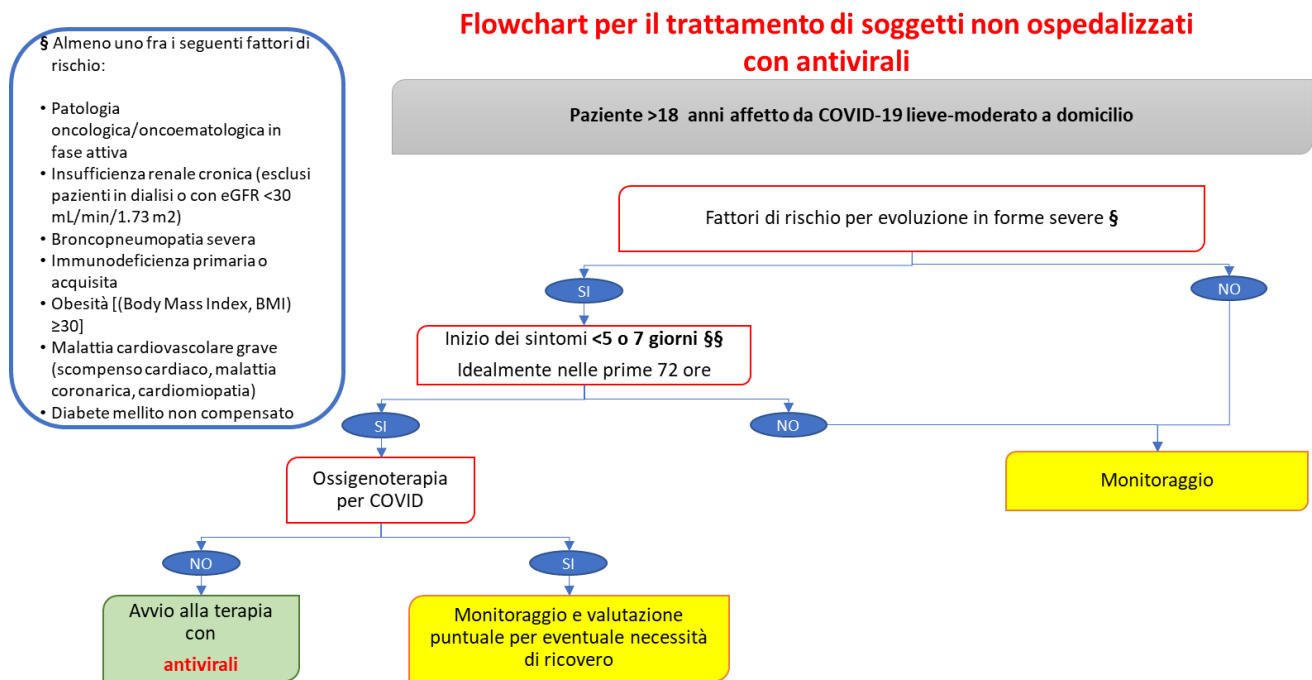 Flowchart per il trattamento di soggetti non ospedalizzati
con antivirali
§ Almeno uno fra i seguenti fattori di
rischio:
• Patologia
oncologica/oncoematologica in
fase attiva
• Insufficienza renale cronica (esclusi
pazienti in dialisi o con eGFR <30
mL/min/1.73 m2)
• Broncopneumopatia severa
• Immunodeficienza primaria o
acquisita
• Obesità [(Body Mass Index, BMI)
≥30]
• Malattia cardiovascolare grave
(scompenso cardiaco, malattia
coronarica, cardiomiopatia)
• Diabete mellito non compensato
Paziente >18 anni affetto da COVID-19 lieve-moderato a domicilio
Fattori di rischio per evoluzione in forme severe §
SI
NO
Inizio dei sintomi <5 o 7 giorni §§
Idealmente nelle prime 72 ore
SI
NO
Ossigenoterapia
per COVID
Monitoraggio
NO
SI
Avvio alla terapia
con
antivirali
Monitoraggio e valutazione
puntuale per eventuale necessità
di ricovero